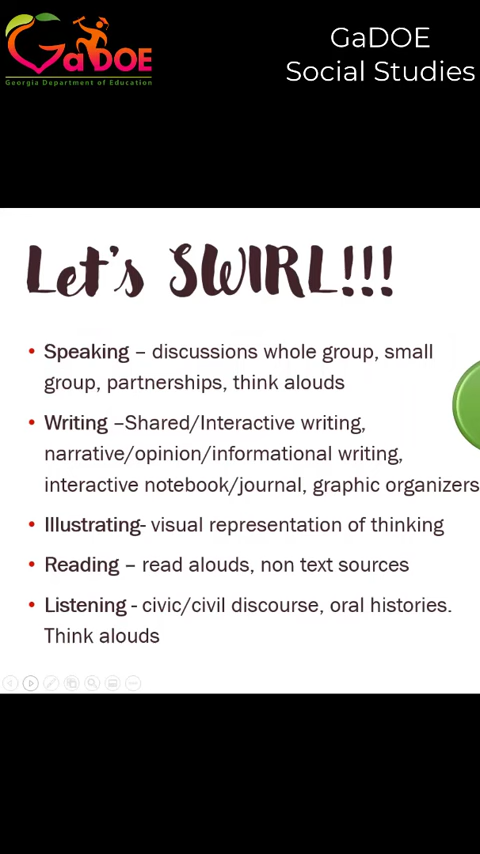 GaDOE
Georgia Department of Education
GaDOE
Social Studies
Let's SWIRL!!!
• Speaking – discussions whole group, small
group, partnerships, think alouds
• Writing –Shared/Interactive writing,
narrative/opinion/informational writing,
interactive notebook/journal, graphic organizers
• Illustrating- visual representation of thinking
• Reading – read alouds, non text sources
• Listening - civic/civil discourse, oral histories.
Think alouds